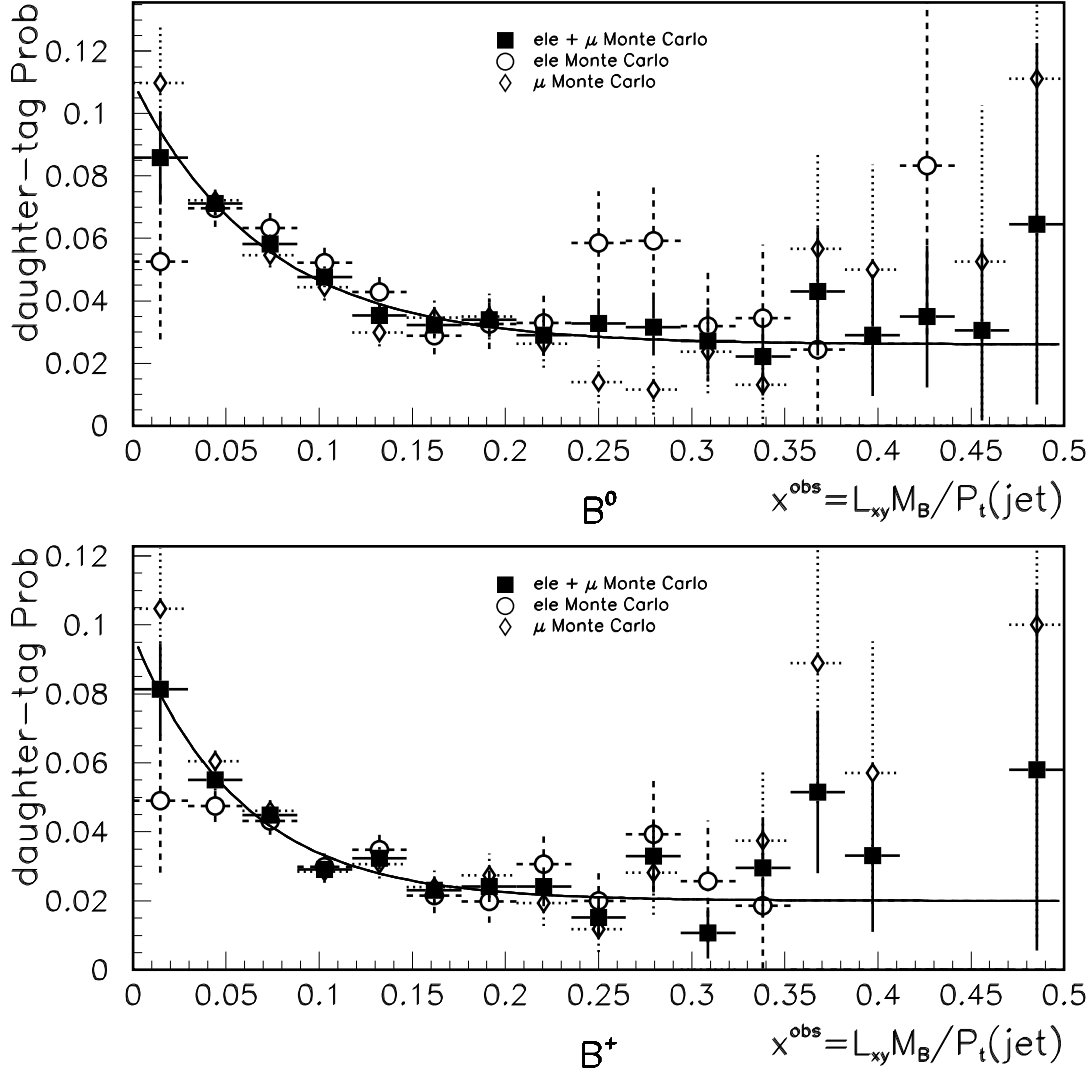 daughter-tag Prob
0.12
0.1
0.08
0.06
0.04
0.02
0
ele + μ Monte Carlo
ele Monte Carlo
μ Monte Carlo
0 0.05 0.1 0.15 0.2 0.25 0.3 0.35 0.4 0.45 0.5
B⁰
x^obs=L_xy M_B/P_t(jet)
daughter-tag Prob
0.12
0.1
0.08
0.06
0.04
0.02
0
ele + μ Monte Carlo
ele Monte Carlo
μ Monte Carlo
0 0.05 0.1 0.15 0.2 0.25 0.3 0.35 0.4 0.45 0.5
B⁺
x^obs=L_xy M_B/P_t(jet)